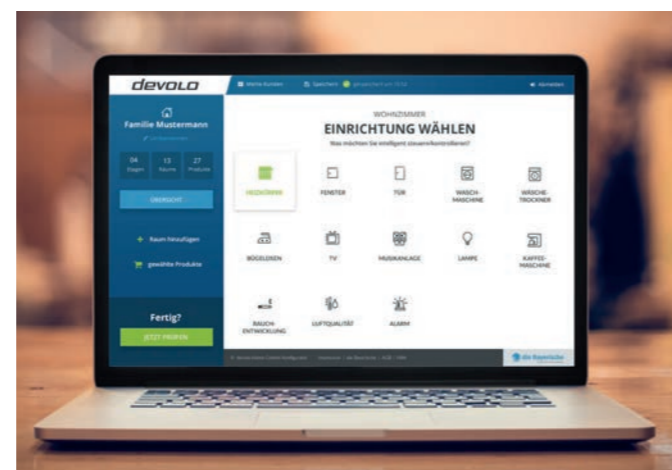 devolo
Meine Kunden
Speichern
Abmelden
Familie Mustermann
04 13 27
Etagen Räume Produkte
ÜBERSICHT
+ Raum hinzufügen
gewählte Produkte
Fertig?
JETZT PRÜFEN
WOHNZIMMER
EINRICHTUNG WÄHLEN
Was möchten Sie intelligent steuern/kontrollieren?
HEIZKÖRPER
FENSTER
TÜR
WASCH-
MASCHINE
WÄSCHE-
TROCKNER
BÜGELEISEN
TV
MUSIKANLAGE
LAMPE
KAFFEE-
MASCHINE
RAUCH-
ENTWICKLUNG
LUFTQUALITÄT
ALARM
die Bayerische